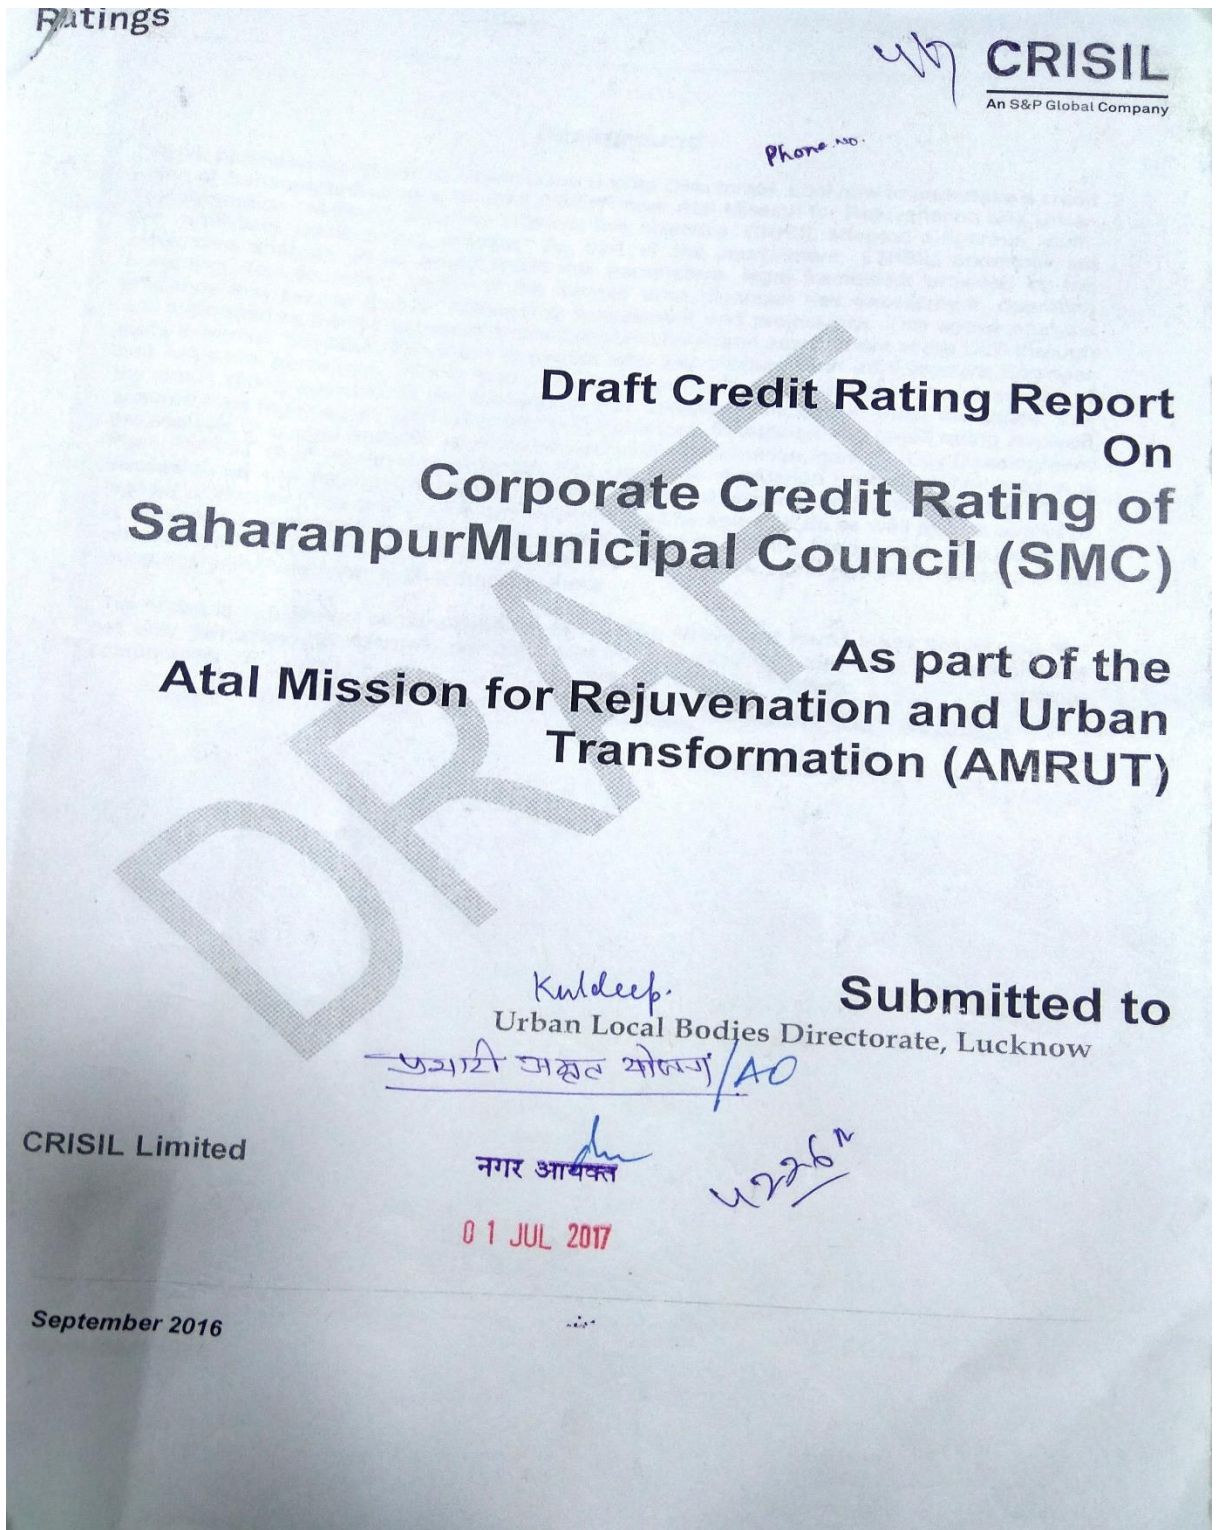 Ratings
CRISIL
An S&P Global Company
Phone No.
Draft Credit Rating Report
On
Corporate Credit Rating of
SaharanpurMunicipal Council (SMC)
As part of the
Atal Mission for Rejuvenation and Urban
Transformation (AMRUT)
DRAFT
Kuldeep.
Submitted to
Urban Local Bodies Directorate, Lucknow
प्रभारी अमृत योजना/AO
CRISIL Limited
नगर आयुक्त
01 JUL 2017
September 2016